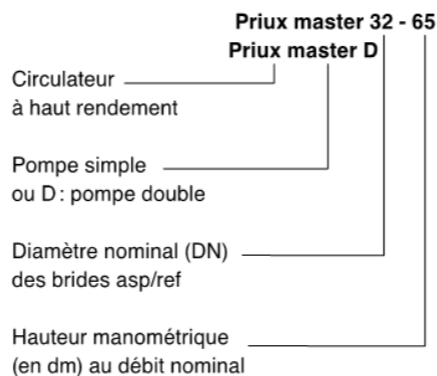 Priux master 32 - 65
Priux master D
Circulateur
à haut rendement
Pompe simple
ou D : pompe double
Diamètre nominal (DN)
des brides asp/ref
Hauteur manométrique
(en dm) au débit nominal